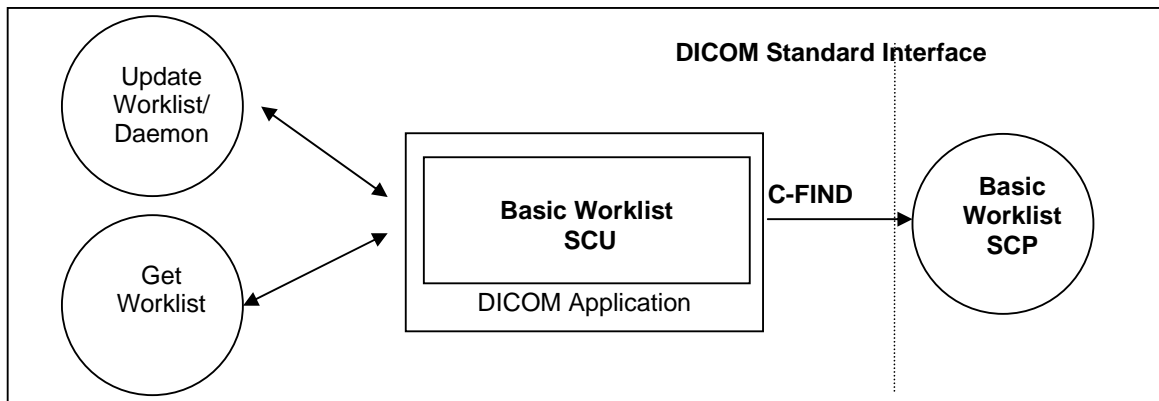 DICOM Standard Interface
Update
Worklist/
Daemon
Get
Worklist
Basic Worklist
SCU
DICOM Application
C-FIND
Basic
Worklist
SCP